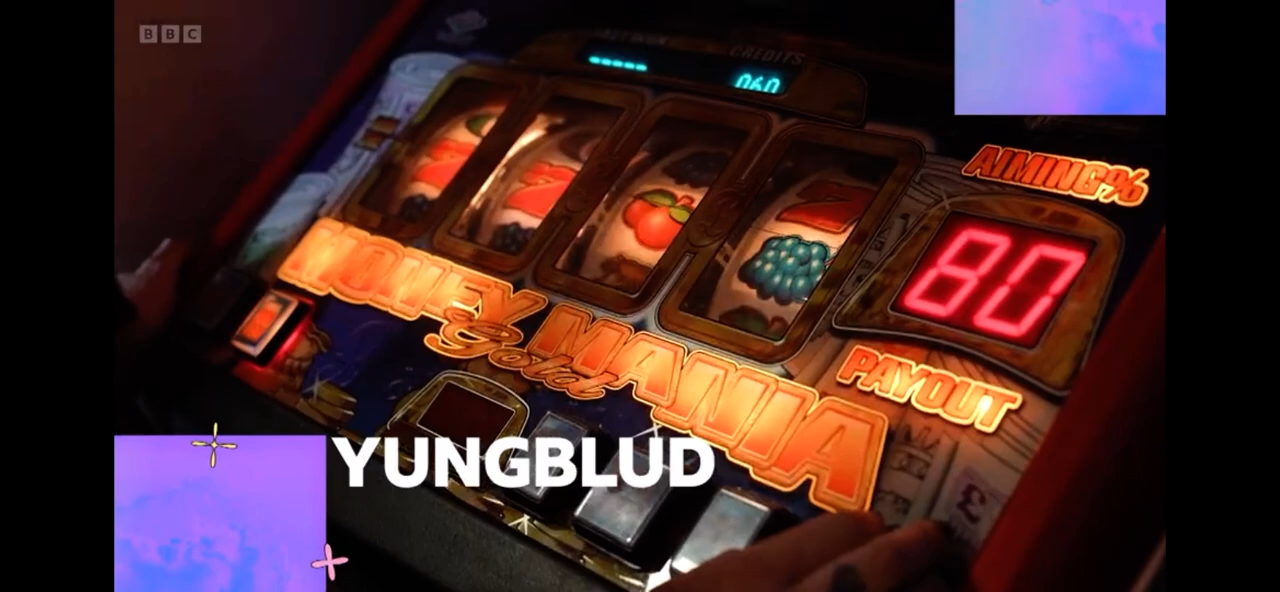 BBC
CREDITS
060
AIMING%
80
PAYOUT
MONEY MANIA
Gold
YUNGBLUD
£